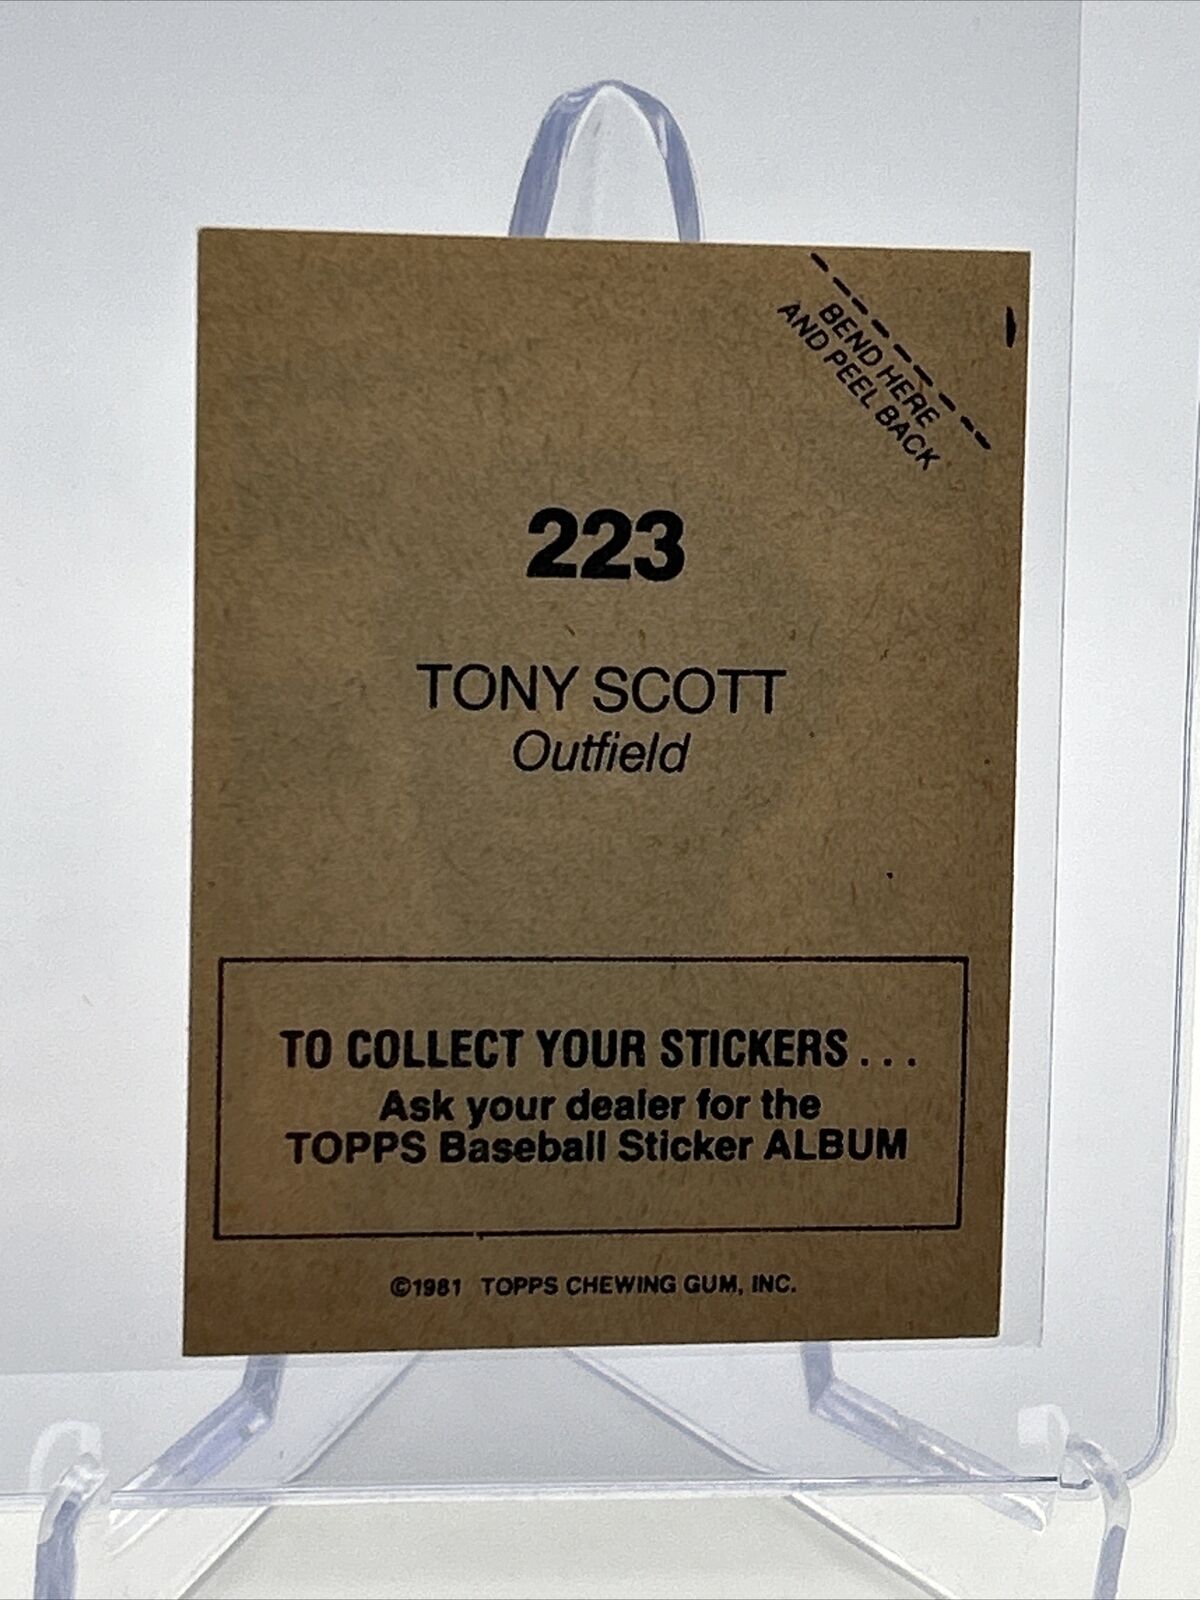 BEND HERE
AND PEEL BACK
223
TONY SCOTT
Outfield
TO COLLECT YOUR STICKERS . . .
Ask your dealer for the
TOPPS Baseball Sticker ALBUM
©1981 TOPPS CHEWING GUM, INC.